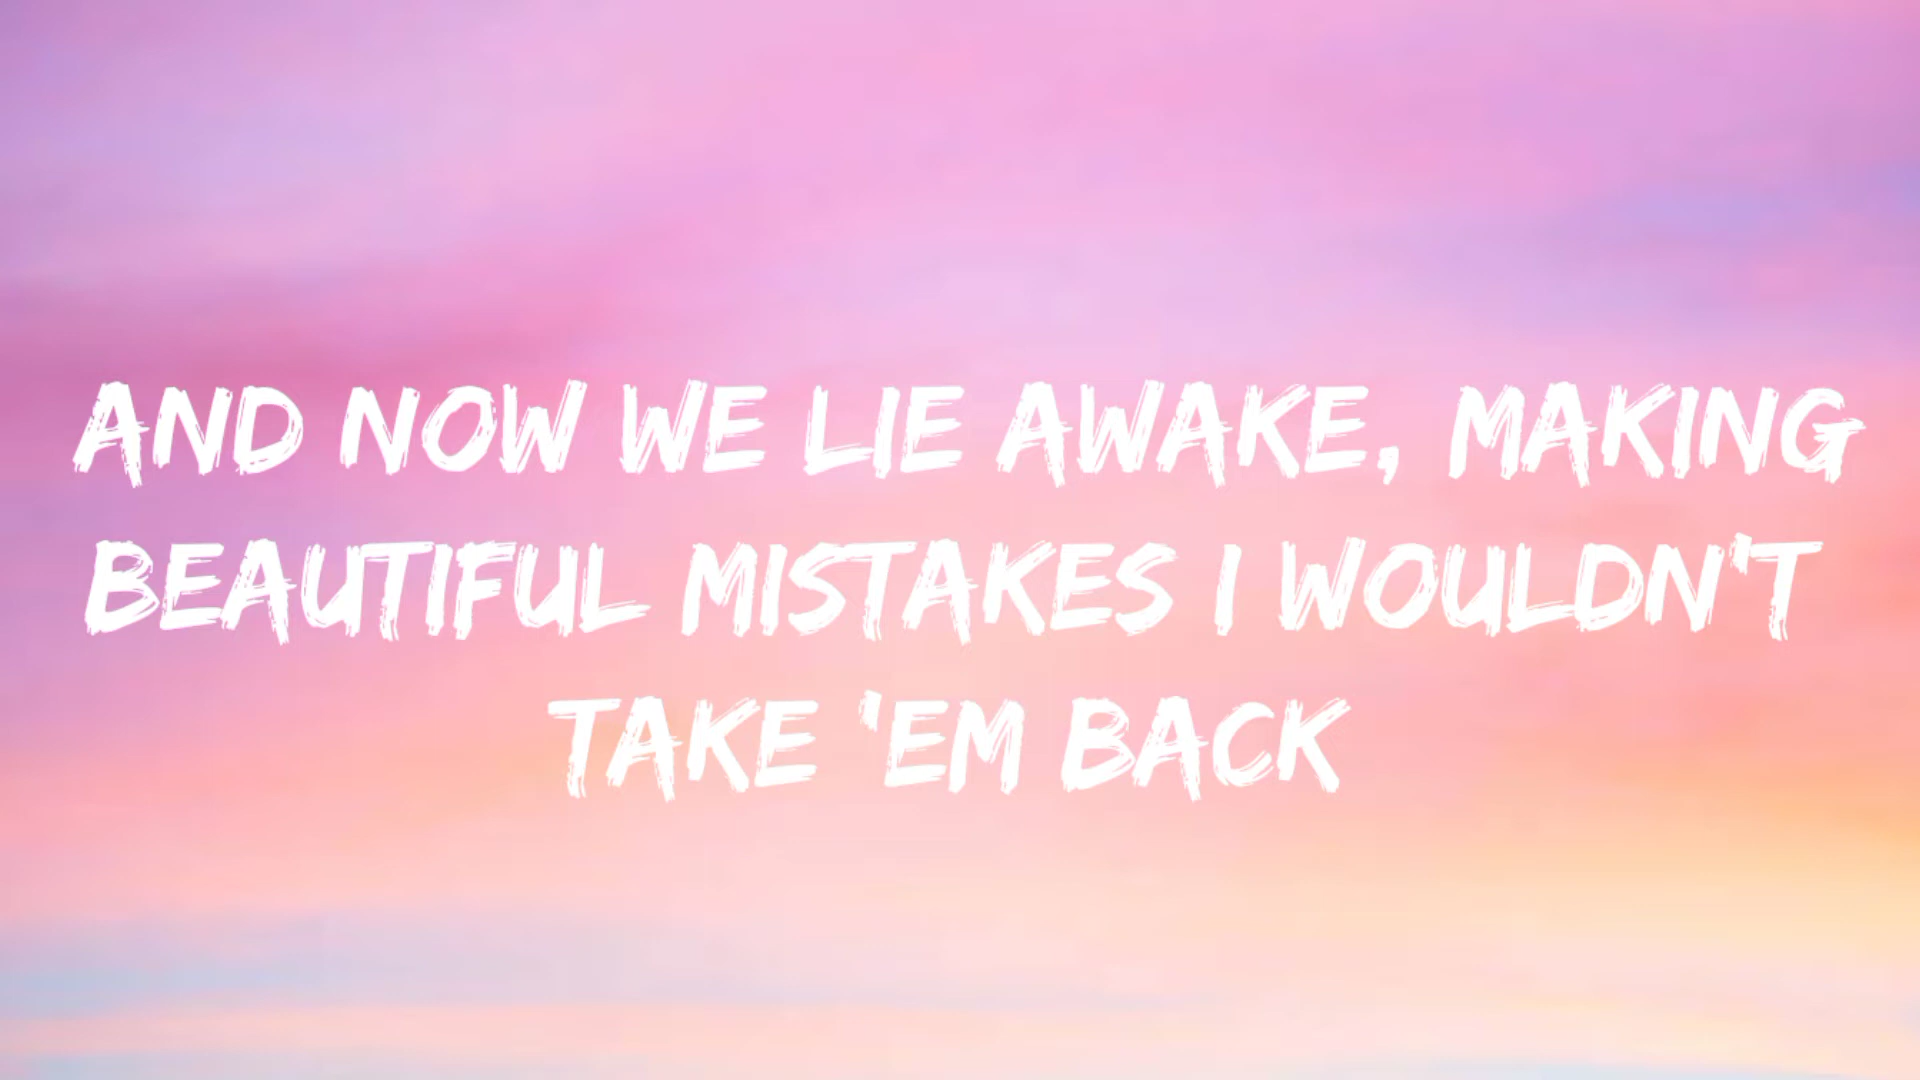 AND NOW WE LIE AWAKE, MAKING
BEAUTIFUL MISTAKES I WOULDN'T
TAKE 'EM BACK